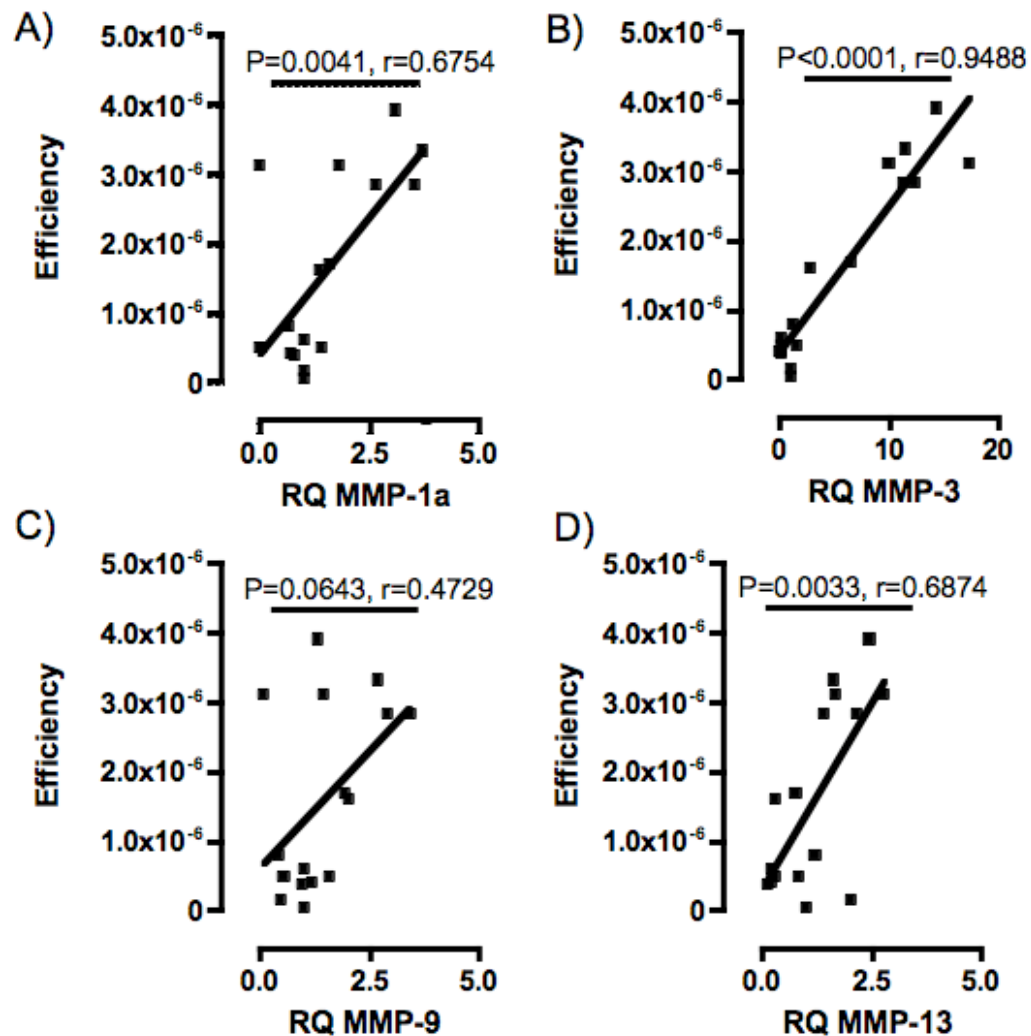 A)
5.0x10⁻⁶
P=0.0041, r=0.6754
4.0x10⁻⁶
3.0x10⁻⁶
2.0x10⁻⁶
1.0x10⁻⁶
0
Efficiency
0.0 2.5 5.0
RQ MMP-1a
B)
5.0x10⁻⁶
P<0.0001, r=0.9488
4.0x10⁻⁶
3.0x10⁻⁶
2.0x10⁻⁶
1.0x10⁻⁶
0
Efficiency
0 10 20
RQ MMP-3
C)
5.0x10⁻⁶
P=0.0643, r=0.4729
4.0x10⁻⁶
3.0x10⁻⁶
2.0x10⁻⁶
1.0x10⁻⁶
0
Efficiency
0.0 2.5 5.0
RQ MMP-9
D)
5.0x10⁻⁶
P=0.0033, r=0.6874
4.0x10⁻⁶
3.0x10⁻⁶
2.0x10⁻⁶
1.0x10⁻⁶
0
Efficiency
0.0 2.5 5.0
RQ MMP-13